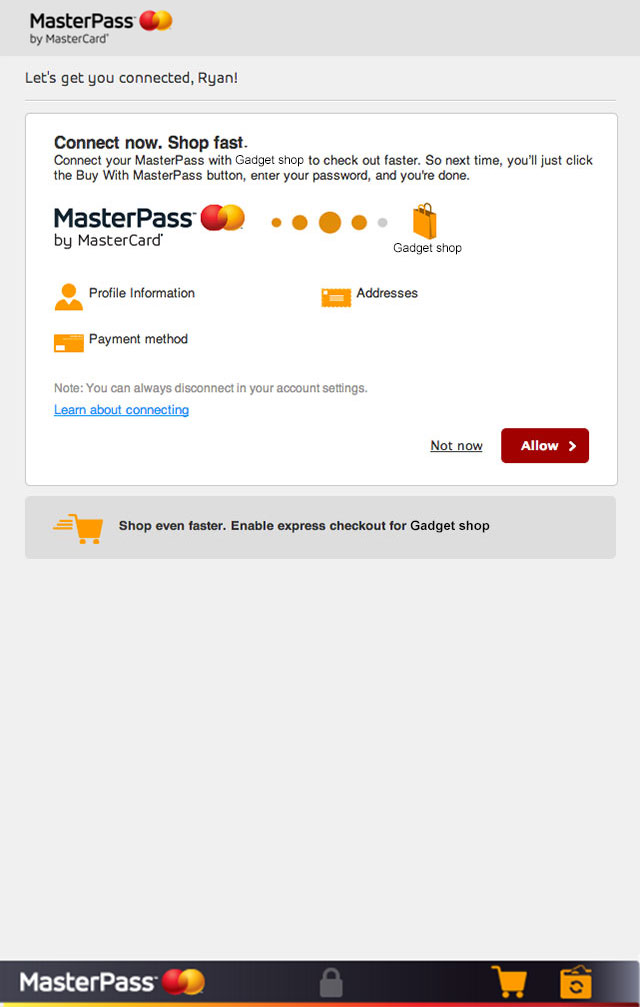 MasterPass™
by MasterCard®
Let's get you connected, Ryan!
Connect now. Shop fast.
Connect your MasterPass with Gadget shop to check out faster. So next time, you'll just click
the Buy With MasterPass button, enter your password, and you're done.
MasterPass™
by MasterCard®
Gadget shop
Profile Information
Addresses
Payment method
Note: You can always disconnect in your account settings.
Learn about connecting
Not now
Allow
Shop even faster. Enable express checkout for Gadget shop
MasterPass™